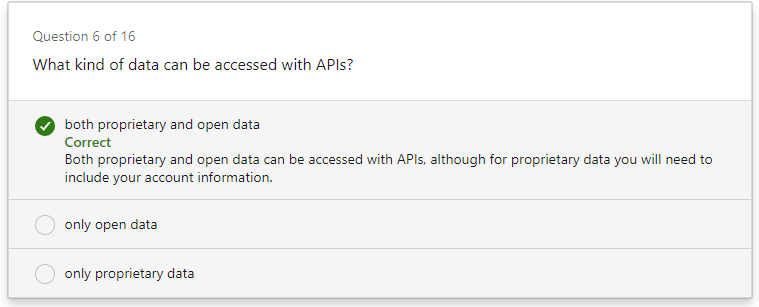 Question 6 of 16
What kind of data can be accessed with APIs?
both proprietary and open data
Correct
Both proprietary and open data can be accessed with APIs, although for proprietary data you will need to
include your account information.
only open data
only proprietary data